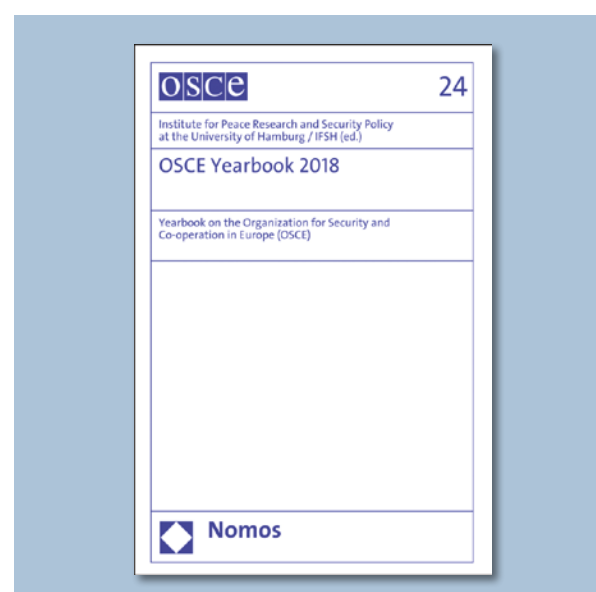 osce
24
Institute for Peace Research and Security Policy
at the University of Hamburg / IFSH (ed.)
OSCE Yearbook 2018
Yearbook on the Organization for Security and
Co-operation in Europe (OSCE)
Nomos